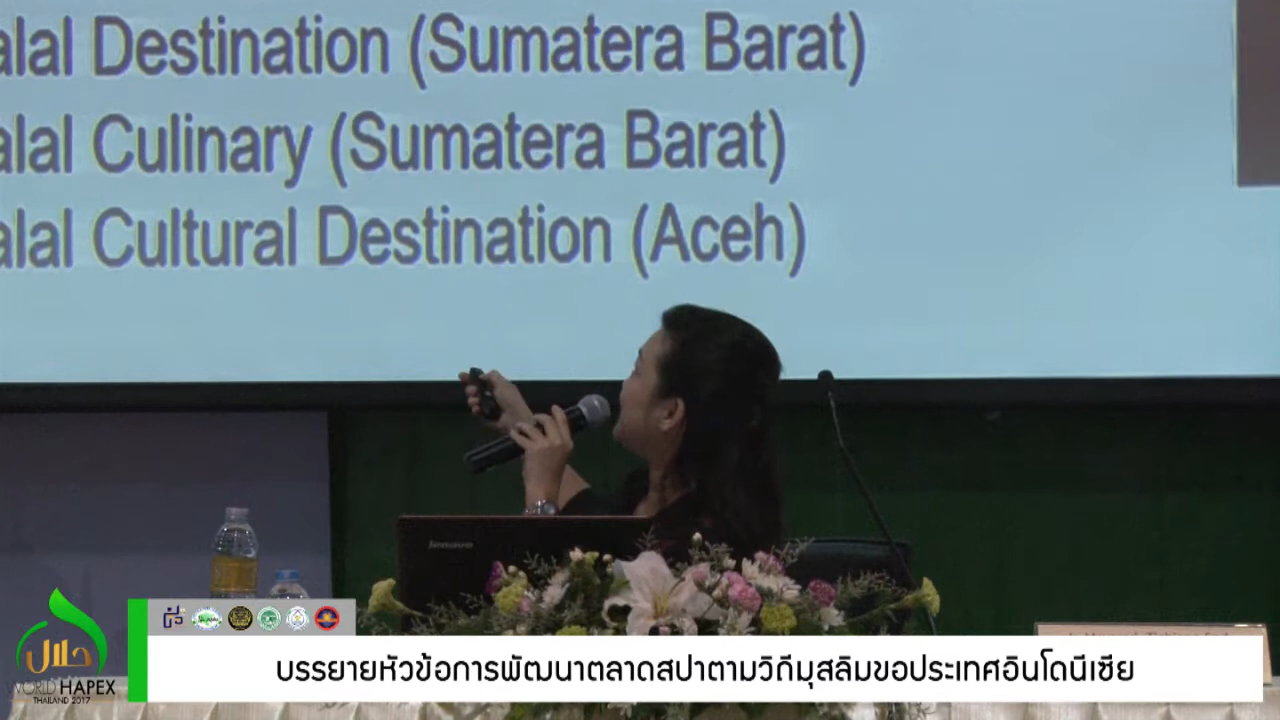 alal Destination (Sumatera Barat)
alal Culinary (Sumatera Barat)
alal Cultural Destination (Aceh)
lenovo
حلال
WORLD HAPEX
THAILAND 2017
บรรยายหัวข้อการพัฒนาตลาดสปาตามวิถีมุสลิมขอประเทศอินโดนีเซีย